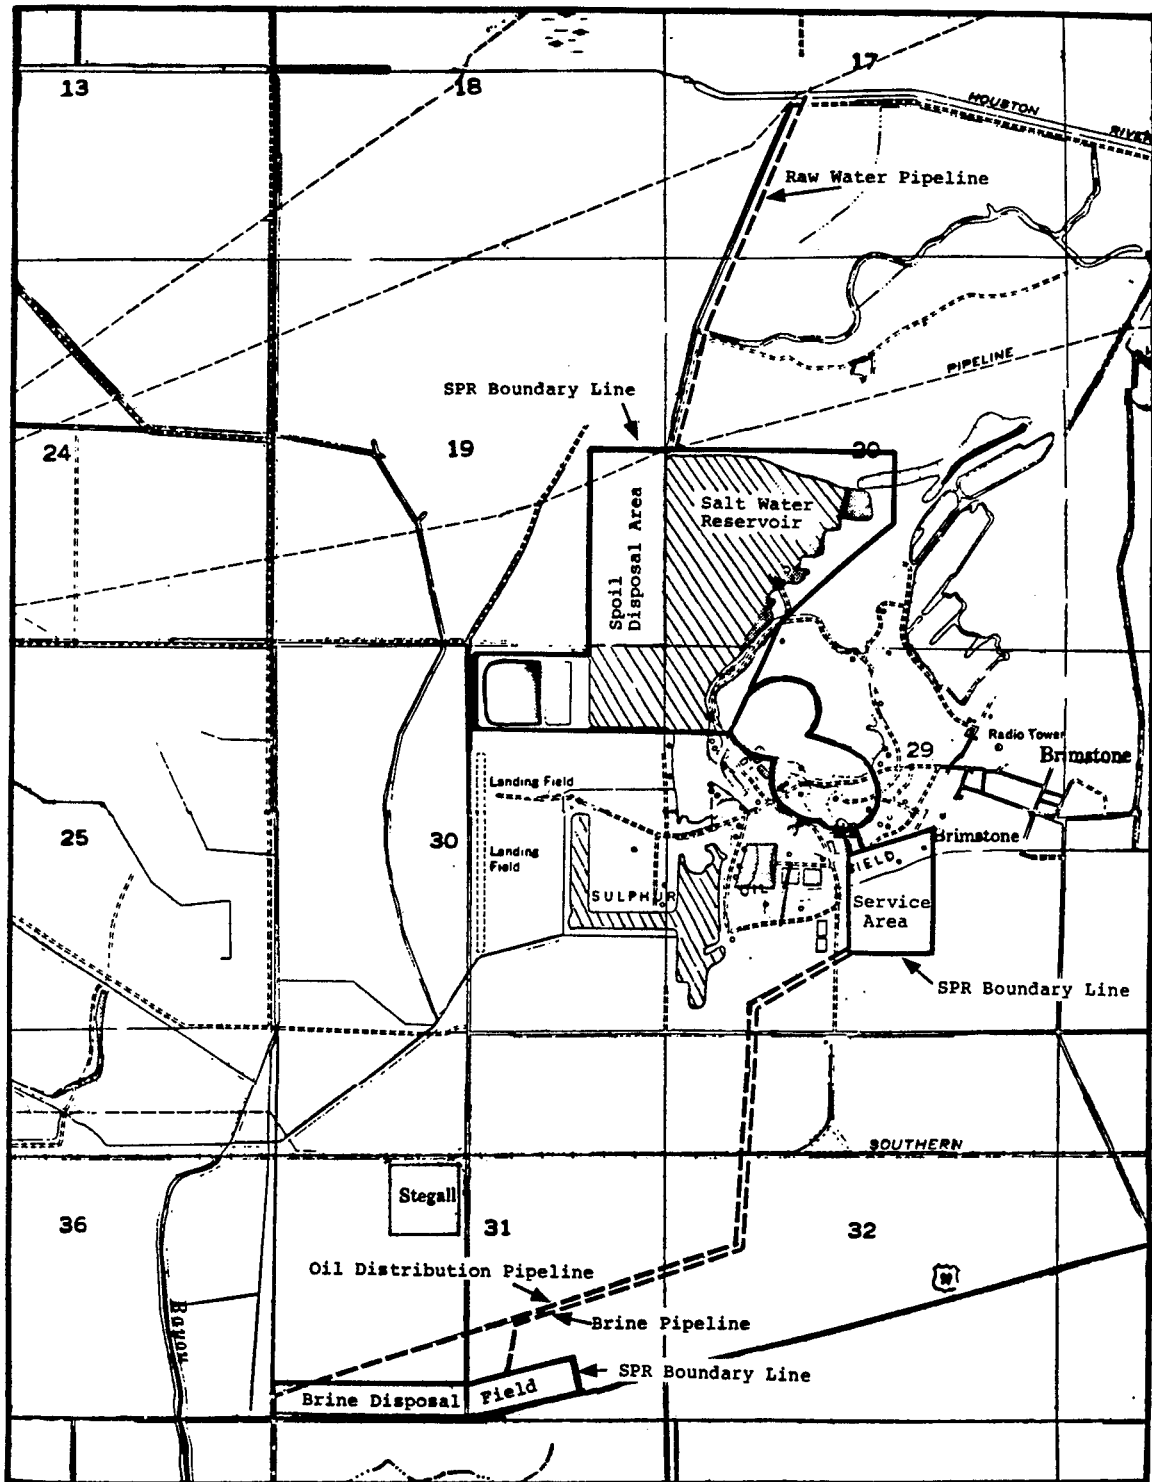 13
18
17
HOUSTON
RIVER
Raw Water Pipeline
PIPELINE
SPR Boundary Line
24
19
20
Salt Water
Reservoir
Spoil
Disposal Area
29
Radio Tower
Brimstone
Landing Field
25
30
Landing
Field
Brimstone
FIELD
SULPHUR
OIL
Service
Area
SPR Boundary Line
SOUTHERN
Stegall
36
31
32
Oil Distribution Pipeline
90
Brine Pipeline
Bayou
SPR Boundary Line
Brine Disposal Field